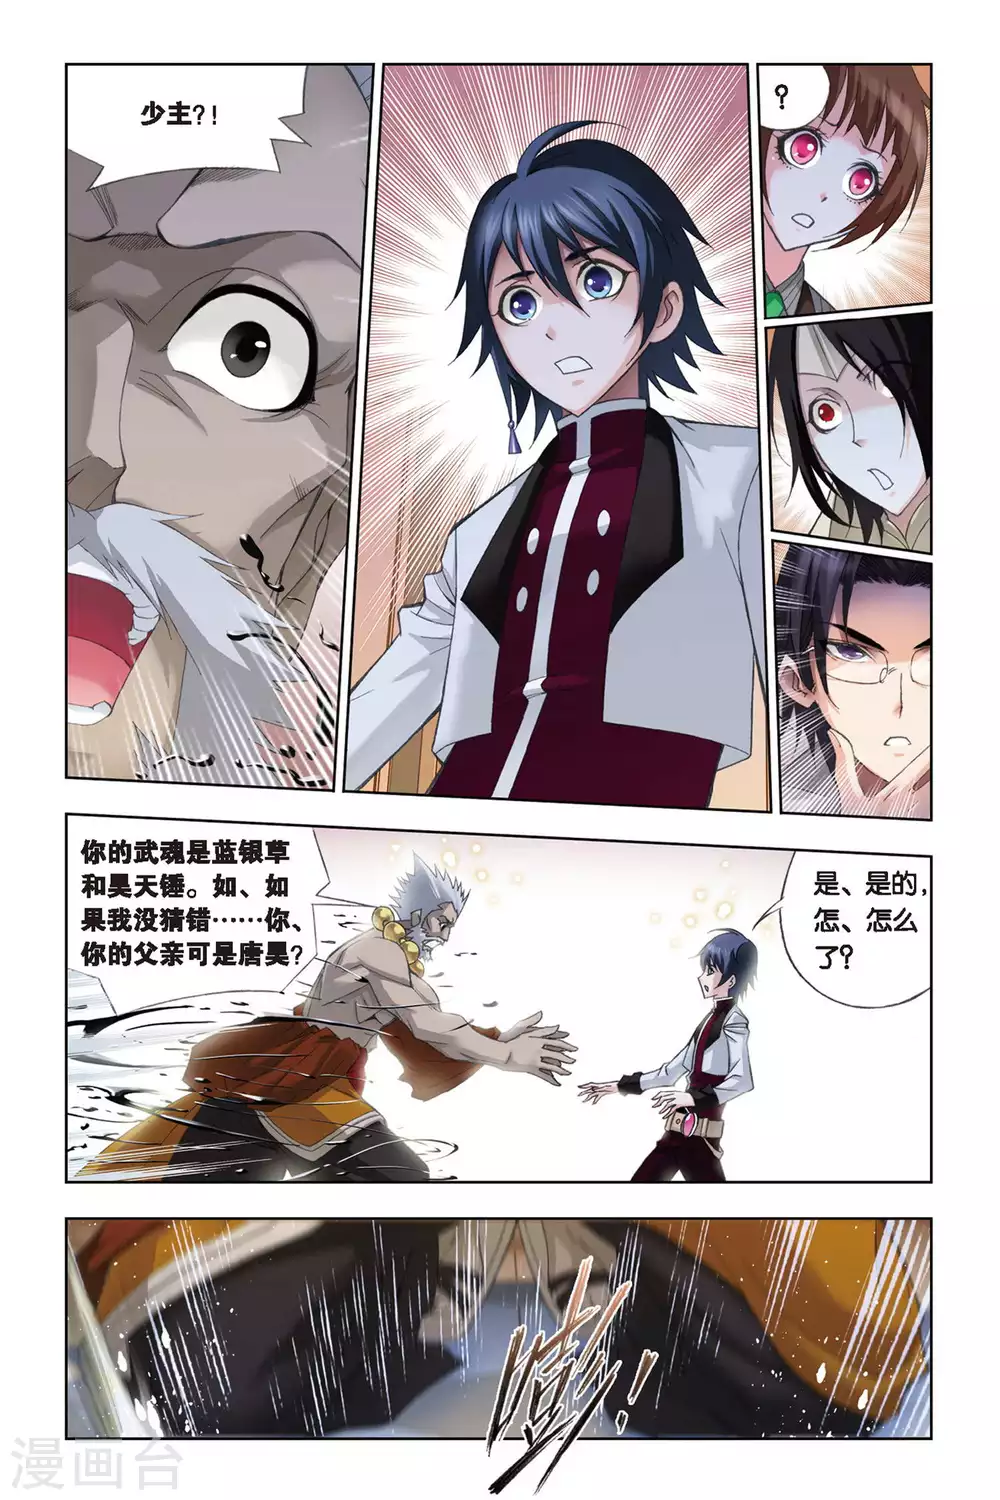 少主?!
?
你的武魂是蓝银草
和昊天锤。如、如
果我没猜错……你、
你的父亲可是唐昊?
是、是的,
怎、怎么
了?
嘭!
漫画台